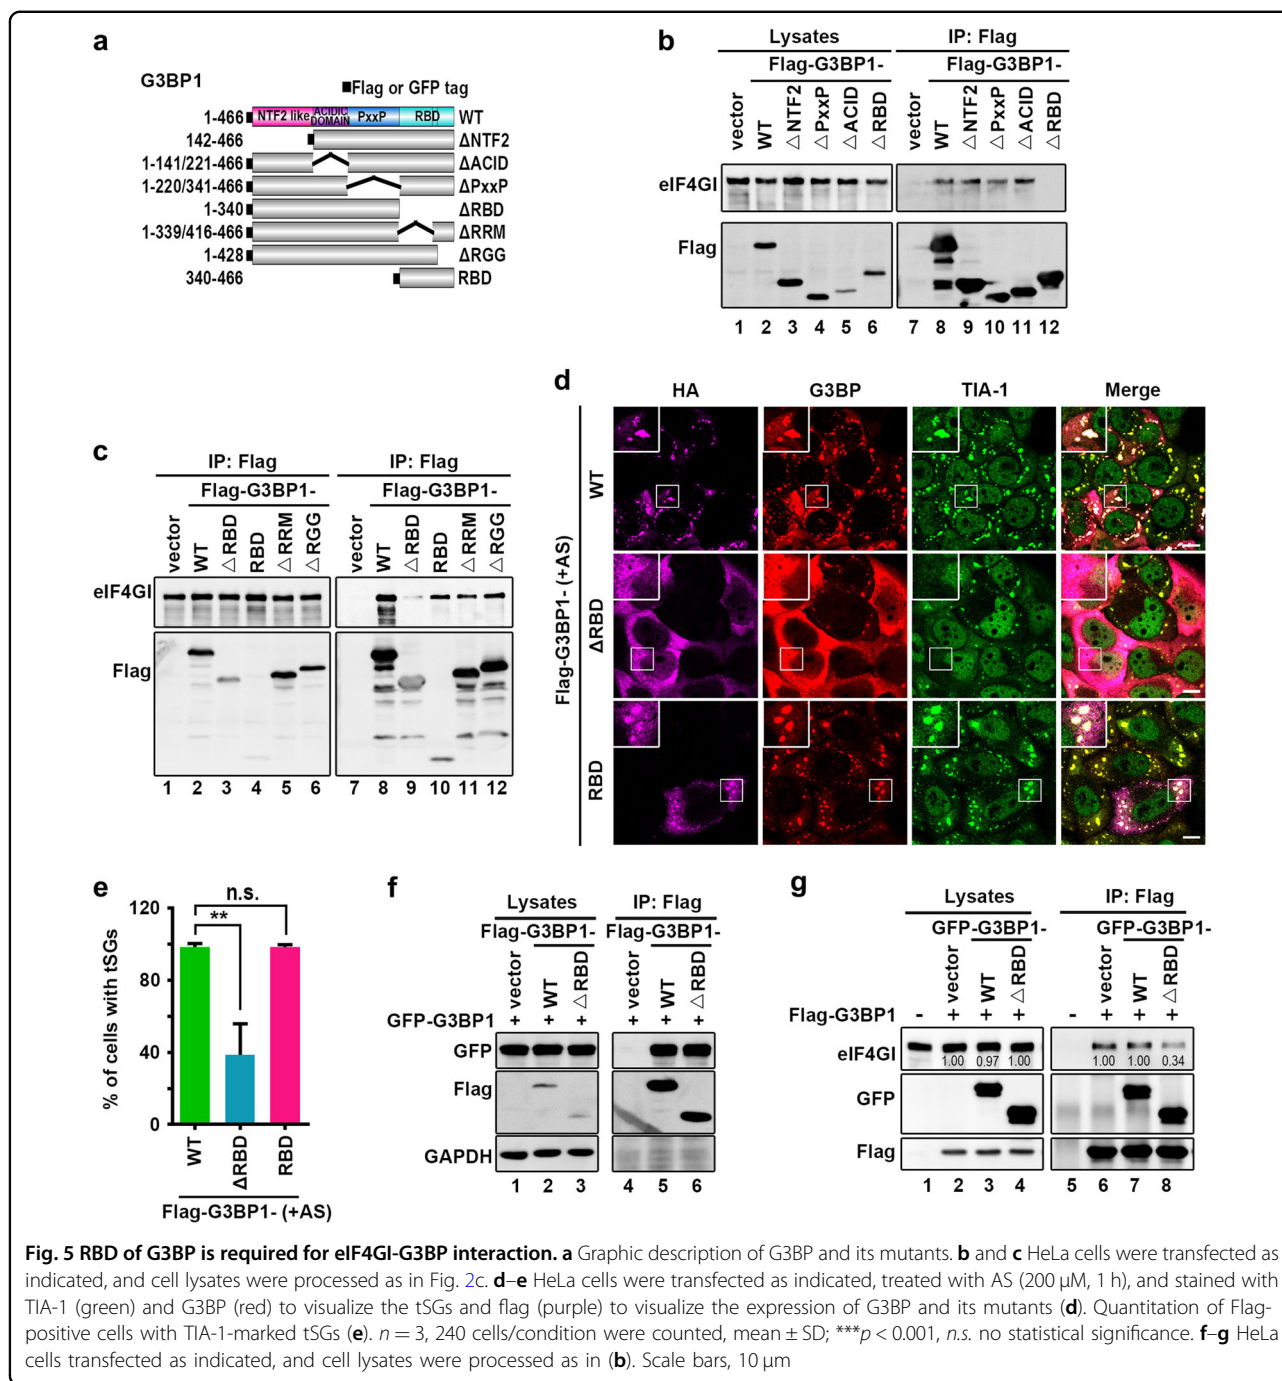 a
G3BP1
Flag or GFP tag
1-466 NTF2 like ACIDIC DOMAIN PxxP RBD WT
142-466 ΔNTF2
1-141/221-466 ΔACID
1-220/341-466 ΔPxxP
1-340 ΔRBD
1-339/416-466 ΔRRM
1-428 ΔRGG
340-466 RBD
b
Lysates IP: Flag
Flag-G3BP1- Flag-G3BP1-
vector WT △NTF2 △PxxP △ACID △RBD vector WT △NTF2 △PxxP △ACID △RBD
eIF4GI
Flag
1 2 3 4 5 6 7 8 9 10 11 12
c
IP: Flag IP: Flag
Flag-G3BP1- Flag-G3BP1-
vector WT △RBD RBD △RRM △RGG vector WT △RBD RBD △RRM △RGG
eIF4GI
Flag
1 2 3 4 5 6 7 8 9 10 11 12
d
HA G3BP TIA-1 Merge
Flag-G3BP1- (+AS)
WT
ΔRBD
RBD
e
n.s.
**
% of cells with tSGs
120
80
40
0
WT ΔRBD RBD
Flag-G3BP1- (+AS)
f
Lysates IP: Flag
Flag-G3BP1- Flag-G3BP1-
vector WT △RBD vector WT △RBD
GFP-G3BP1 + + + + + +
GFP
Flag
GAPDH
1 2 3 4 5 6
g
Lysates IP: Flag
GFP-G3BP1- GFP-G3BP1-
vector WT △RBD vector WT △RBD
Flag-G3BP1 - + + + - + + +
eIF4GI
1.00 0.97 1.00 1.00 1.00 0.34
GFP
Flag
1 2 3 4 5 6 7 8
Fig. 5 RBD of G3BP is required for eIF4GI-G3BP interaction. a Graphic description of G3BP and its mutants. b and c HeLa cells were transfected as
indicated, and cell lysates were processed as in Fig. 2c. d–e HeLa cells were transfected as indicated, treated with AS (200 µM, 1 h), and stained with
TIA-1 (green) and G3BP (red) to visualize the tSGs and flag (purple) to visualize the expression of G3BP and its mutants (d). Quantitation of Flag-
positive cells with TIA-1-marked tSGs (e). n = 3, 240 cells/condition were counted, mean ± SD; ***p < 0.001, n.s. no statistical significance. f–g HeLa
cells transfected as indicated, and cell lysates were processed as in (b). Scale bars, 10 µm